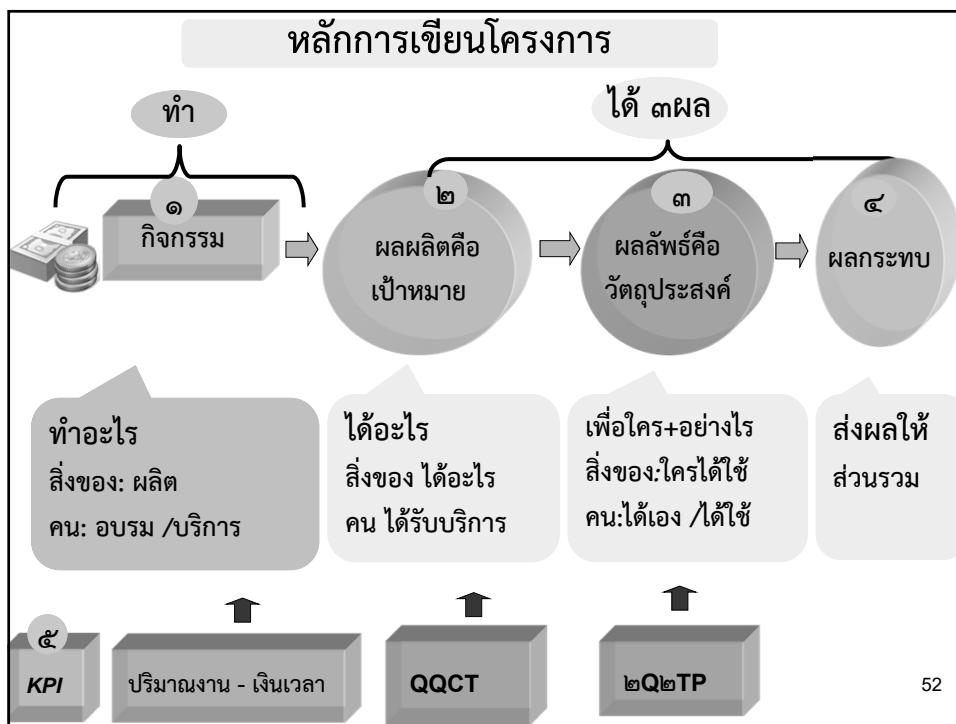 หลักการเขียนโครงการ
ทำ
ได้ ๓ผล
๑
กิจกรรม
๒
ผลผลิตคือ
เป้าหมาย
๓
ผลลัพธ์คือ
วัตถุประสงค์
๔
ผลกระทบ
ทำอะไร
สิ่งของ: ผลิต
คน: อบรม /บริการ
ได้อะไร
สิ่งของ ได้อะไร
คน ได้รับบริการ
เพื่อใคร+อย่างไร
สิ่งของ:ใครได้ใช้
คน:ได้เอง /ได้ใช้
ส่งผลให้
ส่วนรวม
๕
KPI
ปริมาณงาน - เงินเวลา
QQCT
๒Q๒TP
52